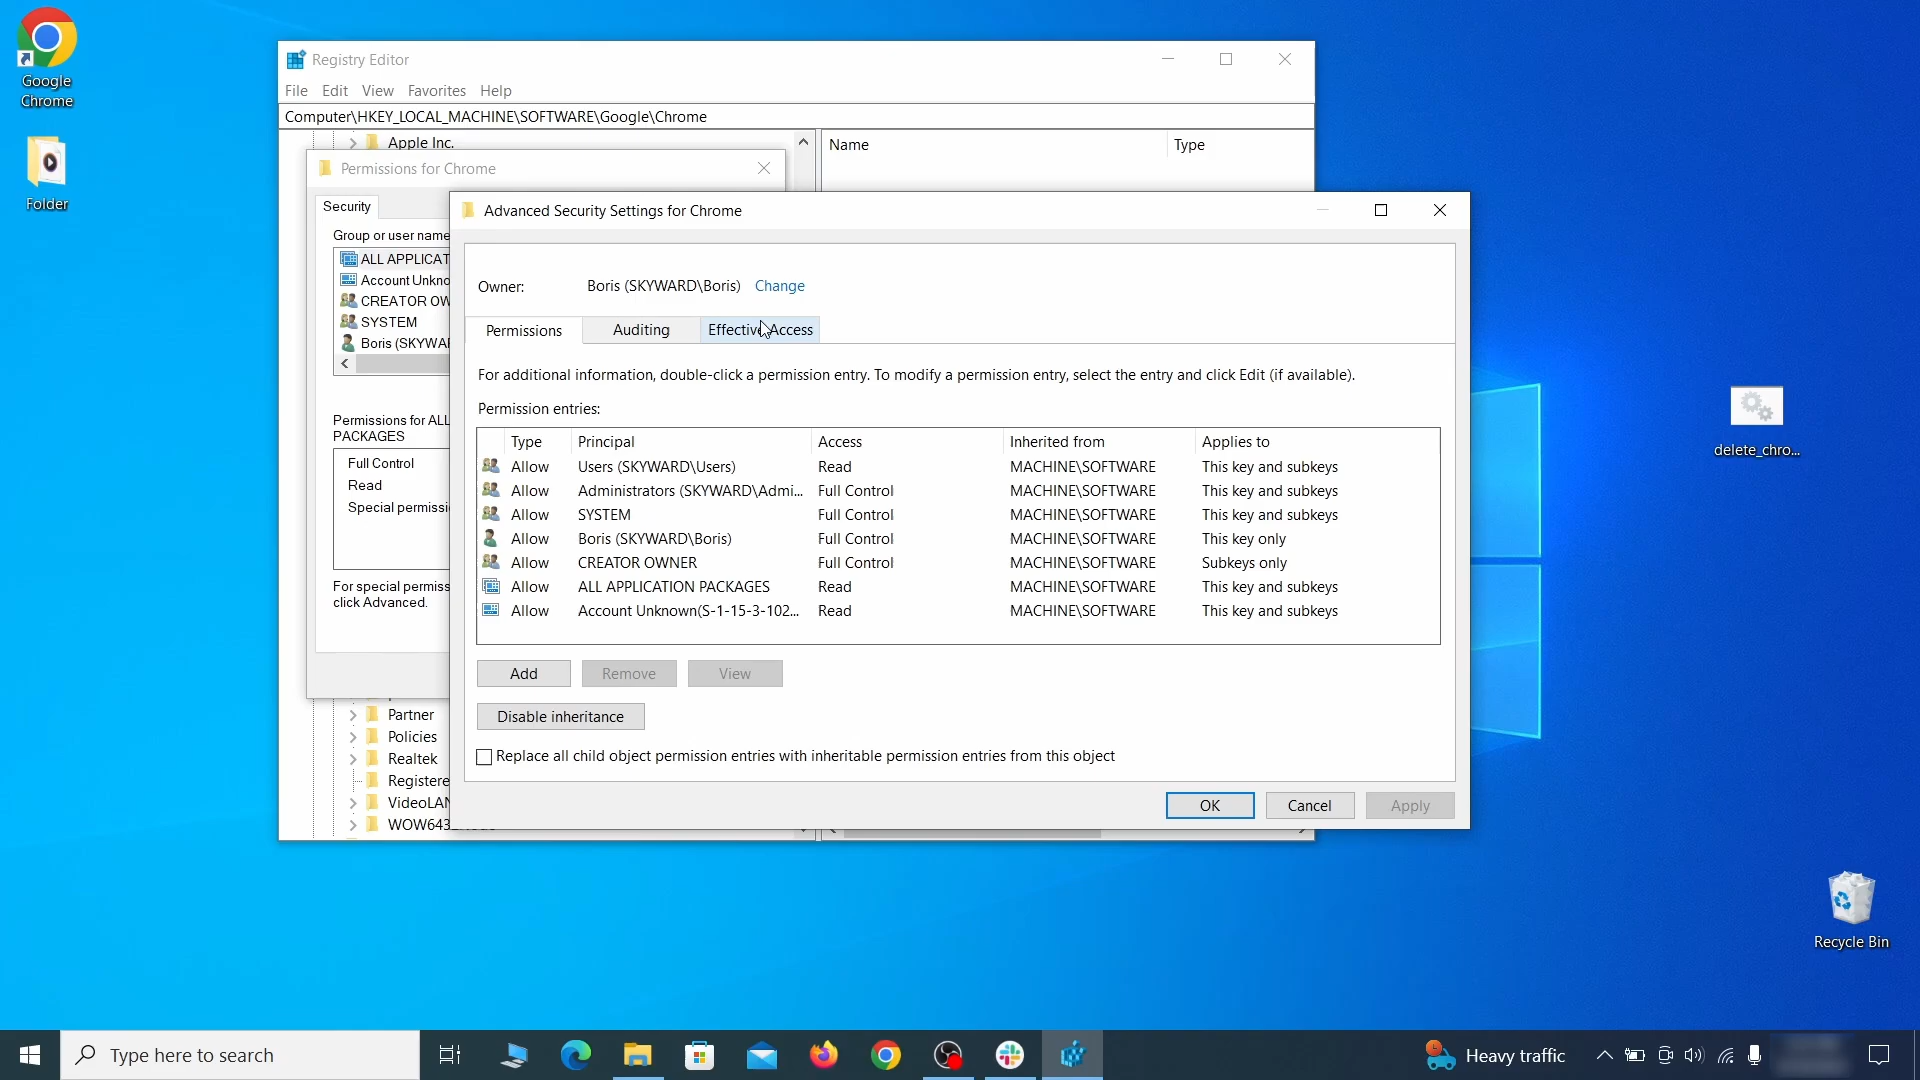 Google
Chrome
Folder
Registry Editor
File Edit View Favorites Help
Computer\HKEY_LOCAL_MACHINE\SOFTWARE\Google\Chrome
Apple Inc.
Name Type
Permissions for Chrome
Security
Group or user name
ALL APPLICAT
Account Unkno
CREATOR OW
SYSTEM
Boris (SKYWAR
Permissions for ALL
PACKAGES
Full Control
Read
Special permissi
For special permiss
click Advanced.
Partner
Policies
Realtek
Registere
VideoLAN
Advanced Security Settings for Chrome
Owner: Boris (SKYWARD\Boris) Change
Permissions Auditing Effective Access
For additional information, double-click a permission entry. To modify a permission entry, select the entry and click Edit (if available).
Permission entries:
Type Principal Access Inherited from Applies to
Allow Users (SKYWARD\Users) Read MACHINE\SOFTWARE This key and subkeys
Allow Administrators (SKYWARD\Admi... Full Control MACHINE\SOFTWARE This key and subkeys
Allow SYSTEM Full Control MACHINE\SOFTWARE This key and subkeys
Allow Boris (SKYWARD\Boris) Full Control MACHINE\SOFTWARE This key only
Allow CREATOR OWNER Full Control MACHINE\SOFTWARE Subkeys only
Allow ALL APPLICATION PACKAGES Read MACHINE\SOFTWARE This key and subkeys
Allow Account Unknown(S-1-15-3-102... Read MACHINE\SOFTWARE This key and subkeys
Add Remove View
Disable inheritance
Replace all child object permission entries with inheritable permission entries from this object
OK Cancel Apply
delete_chro...
Recycle Bin
Type here to search
Heavy traffic